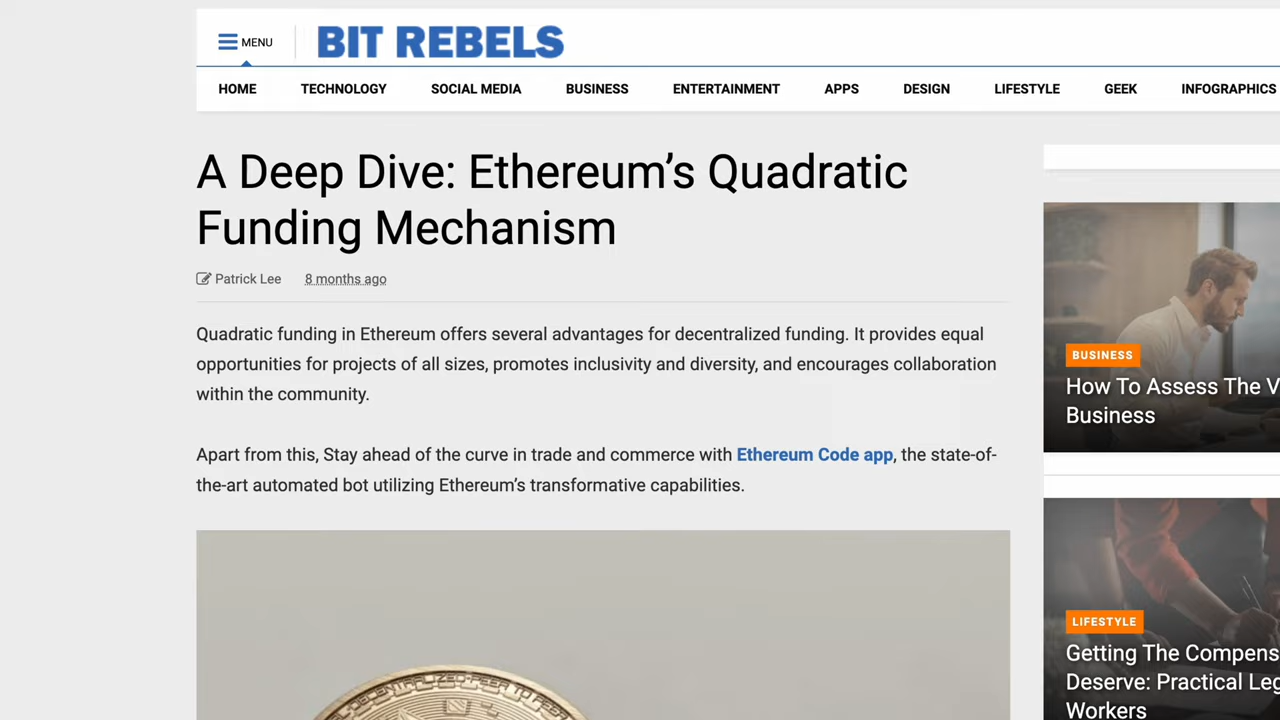 MENU
BIT REBELS
HOME TECHNOLOGY SOCIAL MEDIA BUSINESS ENTERTAINMENT APPS DESIGN LIFESTYLE GEEK INFOGRAPHICS
A Deep Dive: Ethereum’s Quadratic
Funding Mechanism
Patrick Lee 8 months ago
Quadratic funding in Ethereum offers several advantages for decentralized funding. It provides equal
opportunities for projects of all sizes, promotes inclusivity and diversity, and encourages collaboration
within the community.
Apart from this, Stay ahead of the curve in trade and commerce with Ethereum Code app, the state-of-
the-art automated bot utilizing Ethereum’s transformative capabilities.
DECENTRALIZED PEER TO PEER
BUSINESS
How To Assess The V
Business
LIFESTYLE
Getting The Compens
Deserve: Practical Leg
Workers